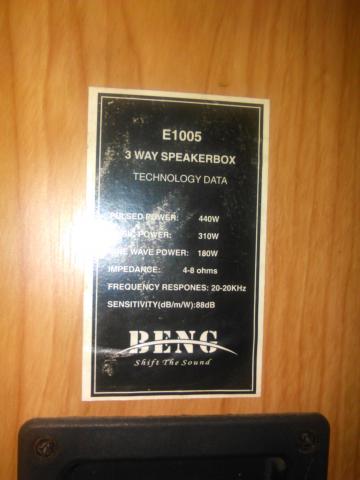 E1005
3 WAY SPEAKERBOX
TECHNOLOGY DATA
PULSED POWER: 440W
POWER: 310W
WAVE POWER: 180W
IMPEDANCE: 4-8 ohms
FREQUENCY RESPONES: 20-20KHz
SENSITIVITY(dB/m/W):88dB
BENG
Shift The Sound